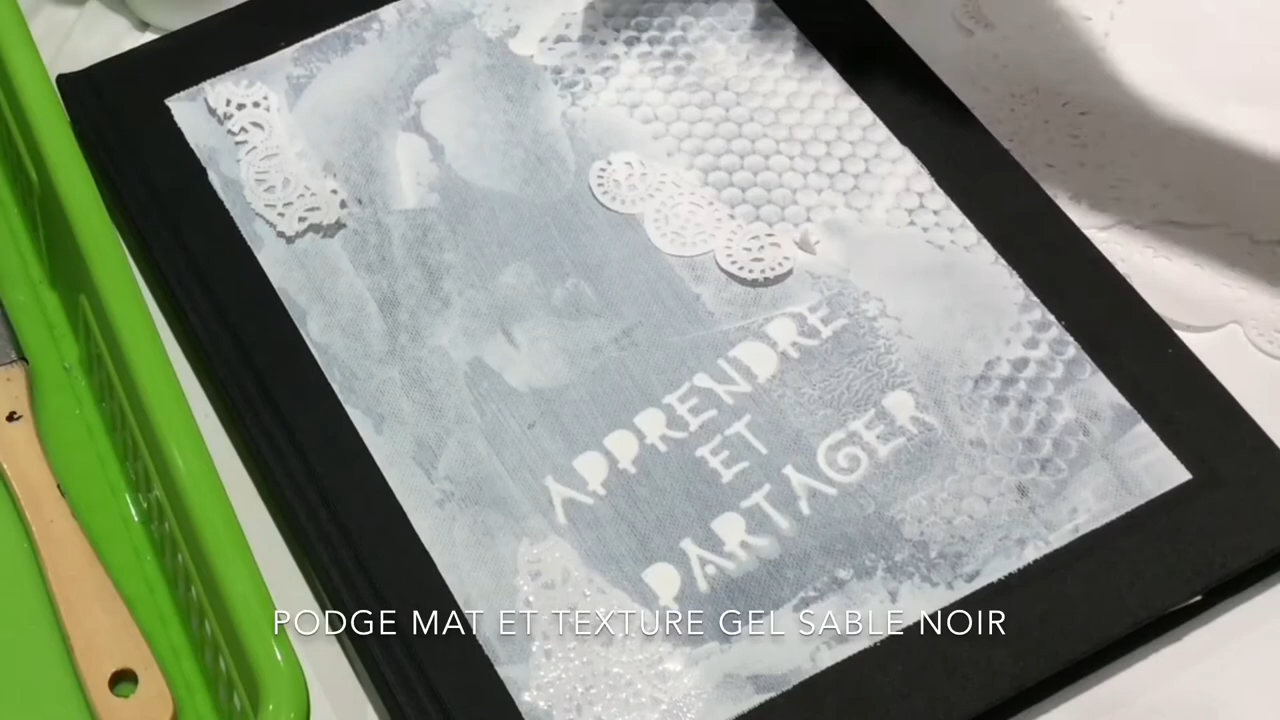 APPRENDRE
ET
PARTAGER
PODGE MAT ET TEXTURE GEL SABLE NOIR